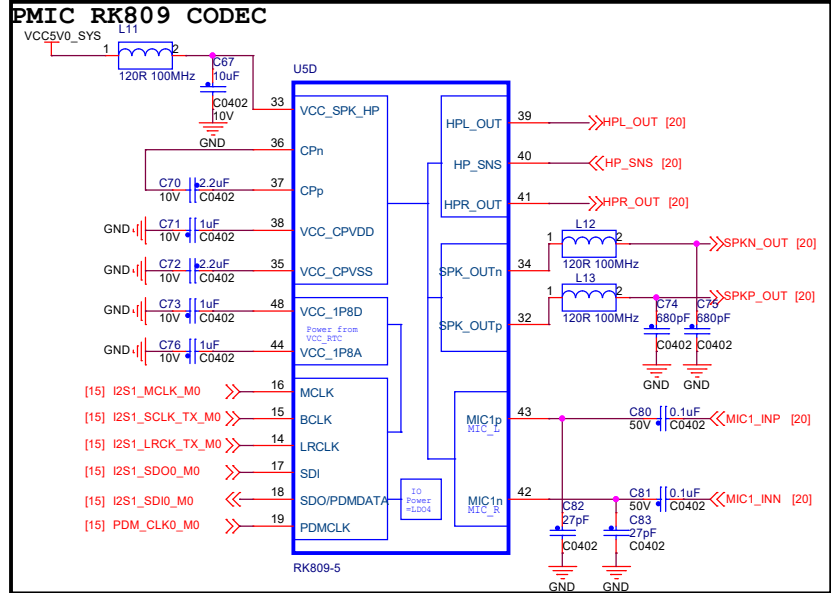 PMIC RK809 CODEC
VCC5V0_SYS
L11
1
2
120R 100MHz
C67
10uF
C0402
10V
GND
U5D
33
VCC_SPK_HP
36
CPn
C70
2.2uF
10V
C0402
37
CPp
GND
C71
1uF
10V
C0402
38
VCC_CPVDD
GND
C72
2.2uF
10V
C0402
35
VCC_CPVSS
GND
C73
1uF
10V
C0402
48
VCC_1P8D
Power from
VCC_RTC
GND
C76
1uF
10V
C0402
44
VCC_1P8A
[15] I2S1_MCLK_M0
16
MCLK
[15] I2S1_SCLK_TX_M0
15
BCLK
[15] I2S1_LRCK_TX_M0
14
LRCLK
[15] I2S1_SDO0_M0
17
SDI
[15] I2S1_SDI0_M0
18
SDO/PDMDATA
IO
Power
=LDO4
[15] PDM_CLK0_M0
19
PDMCLK
RK809-5
HPL_OUT
39
HPL_OUT [20]
HP_SNS
40
HP_SNS [20]
HPR_OUT
41
HPR_OUT [20]
L12
1
2
120R 100MHz
SPKN_OUT [20]
SPK_OUTn
34
L13
1
2
120R 100MHz
SPKP_OUT [20]
SPK_OUTp
32
C74
680pF
C0402
GND
C75
680pF
C0402
GND
MIC1p
MIC_L
43
C80
0.1uF
50V
C0402
MIC1_INP [20]
MIC1n
MIC_R
42
C81
0.1uF
50V
C0402
MIC1_INN [20]
C82
27pF
C0402
GND
C83
27pF
C0402
GND